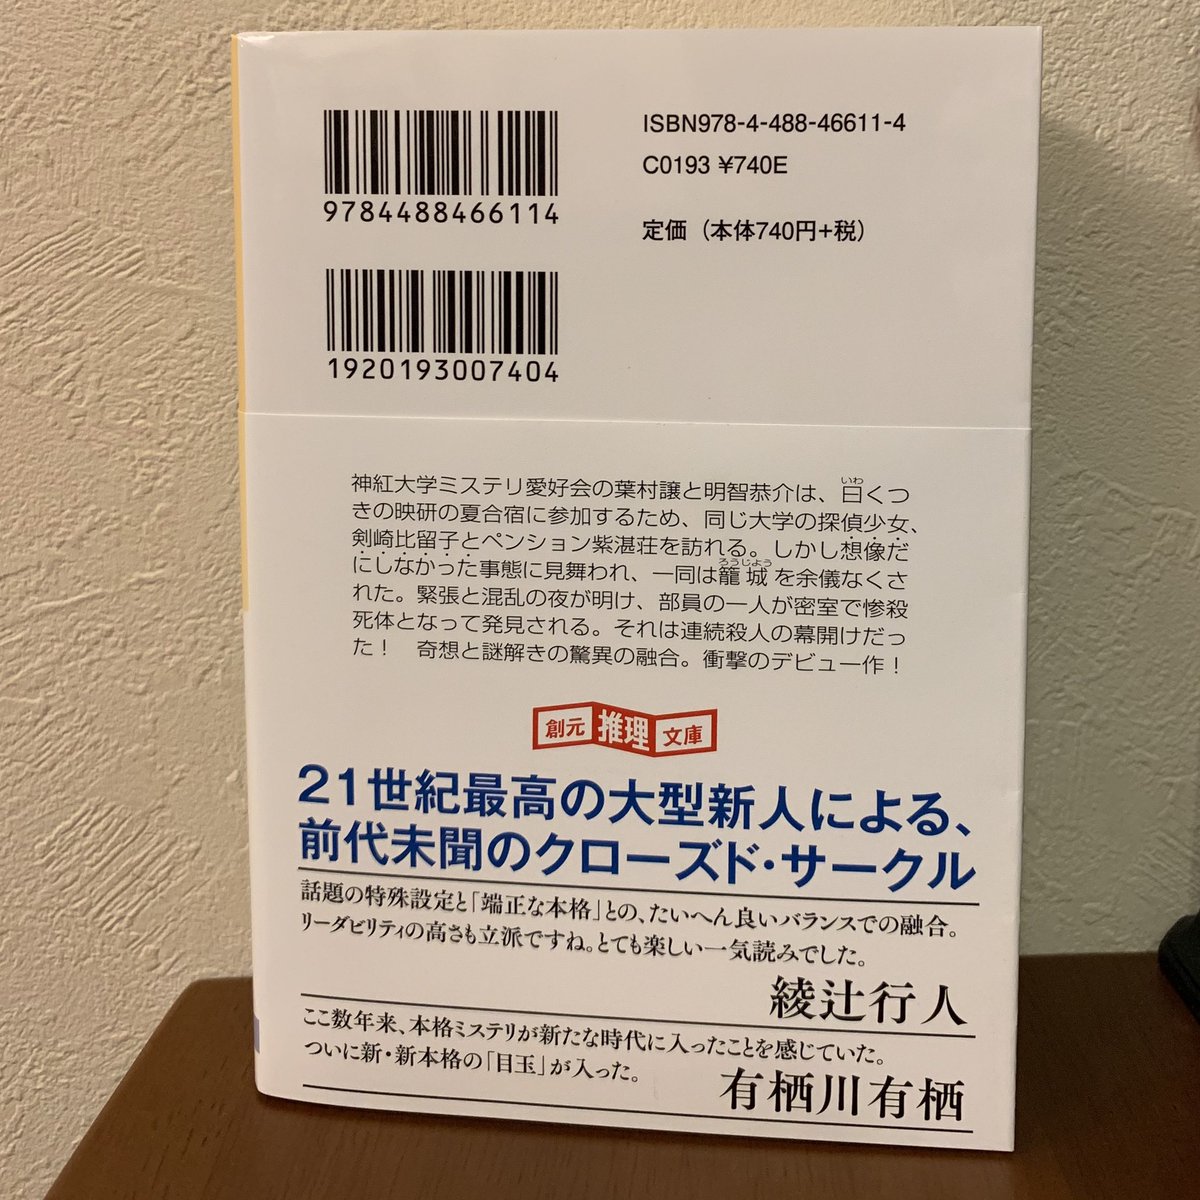 9784488466114
ISBN978-4-488-46611-4
C0193 ¥740E
定価（本体740円+税）
1920193007404
神紅大学ミステリ愛好会の葉村譲と明智恭介は、曰くつ
きの映研の夏合宿に参加するため、同じ大学の探偵少女、
剣崎比留子とペンション紫湛荘を訪れる。しかし想像だ
にしなかった事態に見舞われ、一同は籠城を余儀なくさ
れた。緊張と混乱の夜が明け、部員の一人が密室で惨殺
死体となって発見される。それは連続殺人の幕開けだっ
た！　奇想と謎解きの驚異の融合。衝撃のデビュー作！
創元推理文庫
21世紀最高の大型新人による、
前代未聞のクローズド・サークル
話題の特殊設定と「端正な本格」との、たいへん良いバランスでの融合。
リーダビリティの高さも立派ですね。とても楽しい一気読みでした。
綾辻行人
ここ数年来、本格ミステリが新たな時代に入ったことを感じていた。
ついに新・新本格の「目玉」が入った。
有栖川有栖